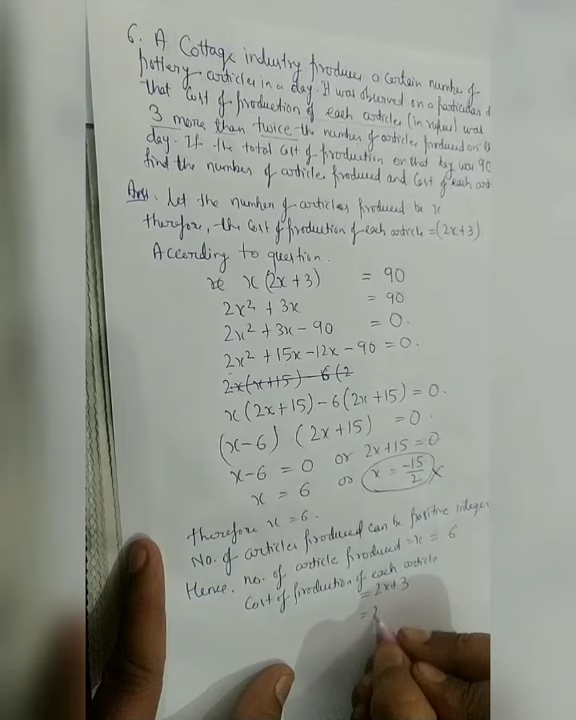 6. A Cottage industry produces a certain number of
pottery articles in a day. It was observed on a particular d
that cost of production of each article (in rupees) was
3 more than twice the number of articles produced on t
day. If the total cost of production on that day was 90
find the number of article produced and cost of each art
Ans. Let the number of articles produced be x
therefore, the cost of production of each article = (2x+3)
According to question.
x (2x+3) = 90
2x² + 3x = 90
2x² + 3x - 90 = 0.
2x² + 15x - 12x - 90 = 0.
2x(x+15) - 6(2
x(2x+15) - 6(2x+15) = 0.
(x-6) (2x+15) = 0.
x-6 = 0 or 2x+15 = 0
x = 6 or x = -15/2 X
therefore x = 6.
No. of articles produced can be positive integer
Hence, no. of article produced = x = 6
Cost of production of each article
= 2x+3
= 2